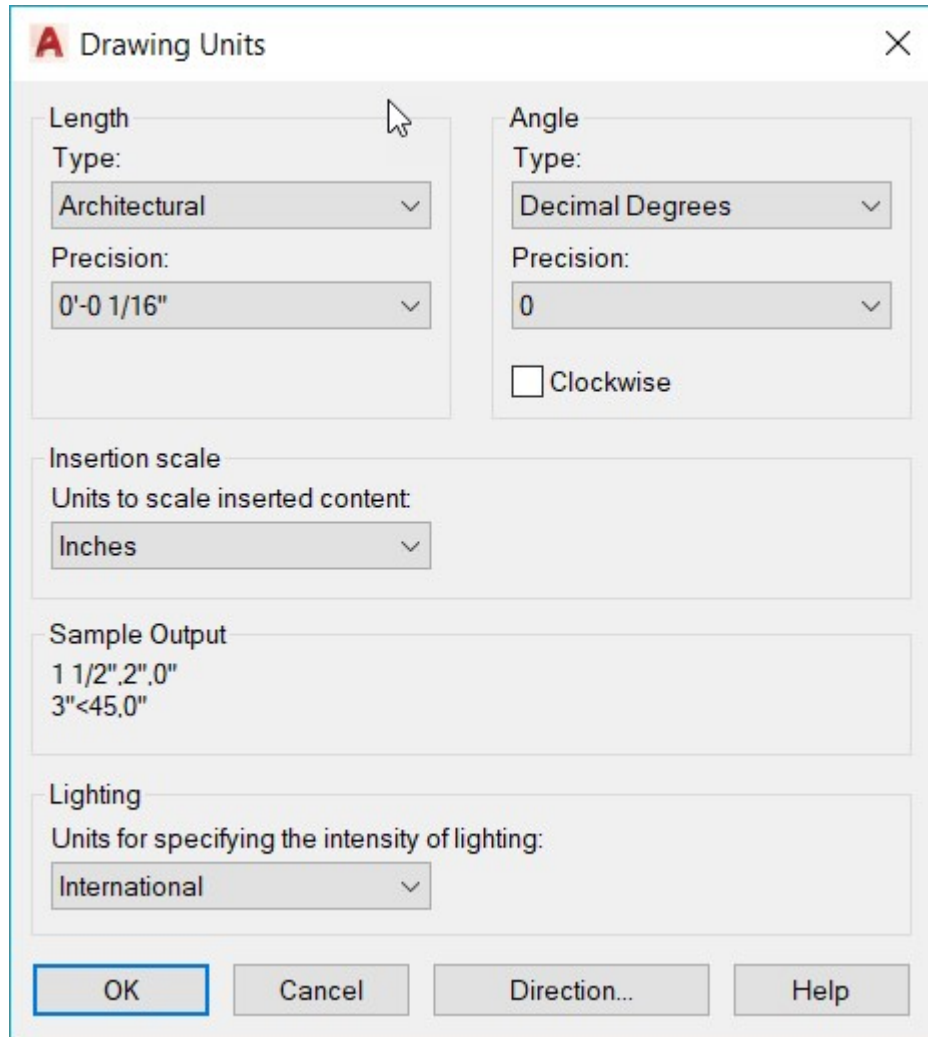 Drawing Units
Length
Type:
Architectural
Precision:
0'-0 1/16"
Angle
Type:
Decimal Degrees
Precision:
0
Clockwise
Insertion scale
Units to scale inserted content:
Inches
Sample Output
1 1/2",2",0"
3"<45,0"
Lighting
Units for specifying the intensity of lighting:
International
OK Cancel Direction... Help